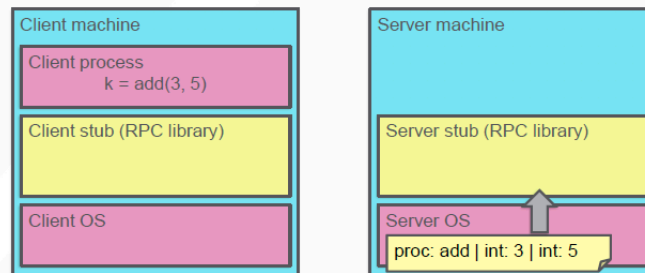 Client machine
Client process
k = add(3, 5)
Client stub (RPC library)
Client OS
Server machine
Server stub (RPC library)
Server OS
proc: add | int: 3 | int: 5